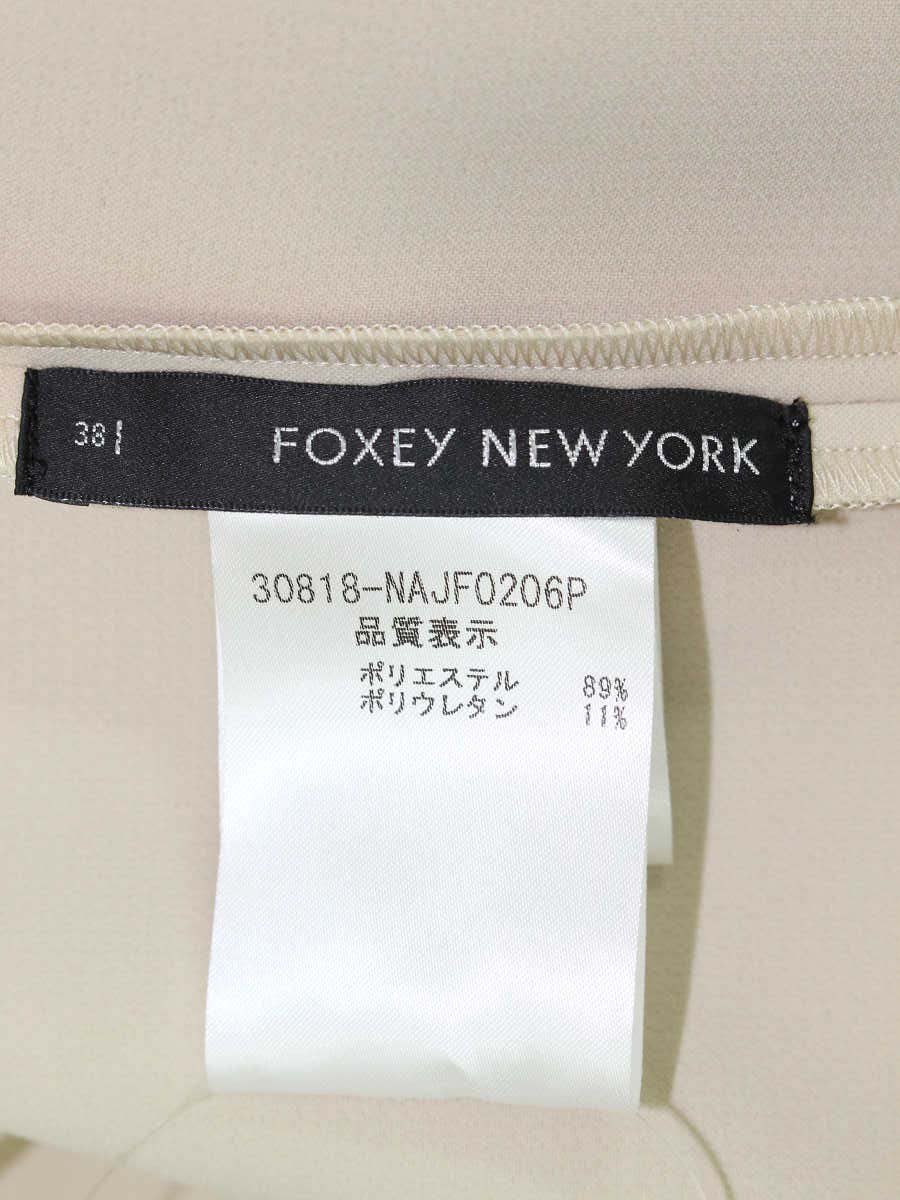 38
FOXEY NEW YORK
30818-NAJF0206P
品質表示
ポリエステル 89%
ポリウレタン 11%